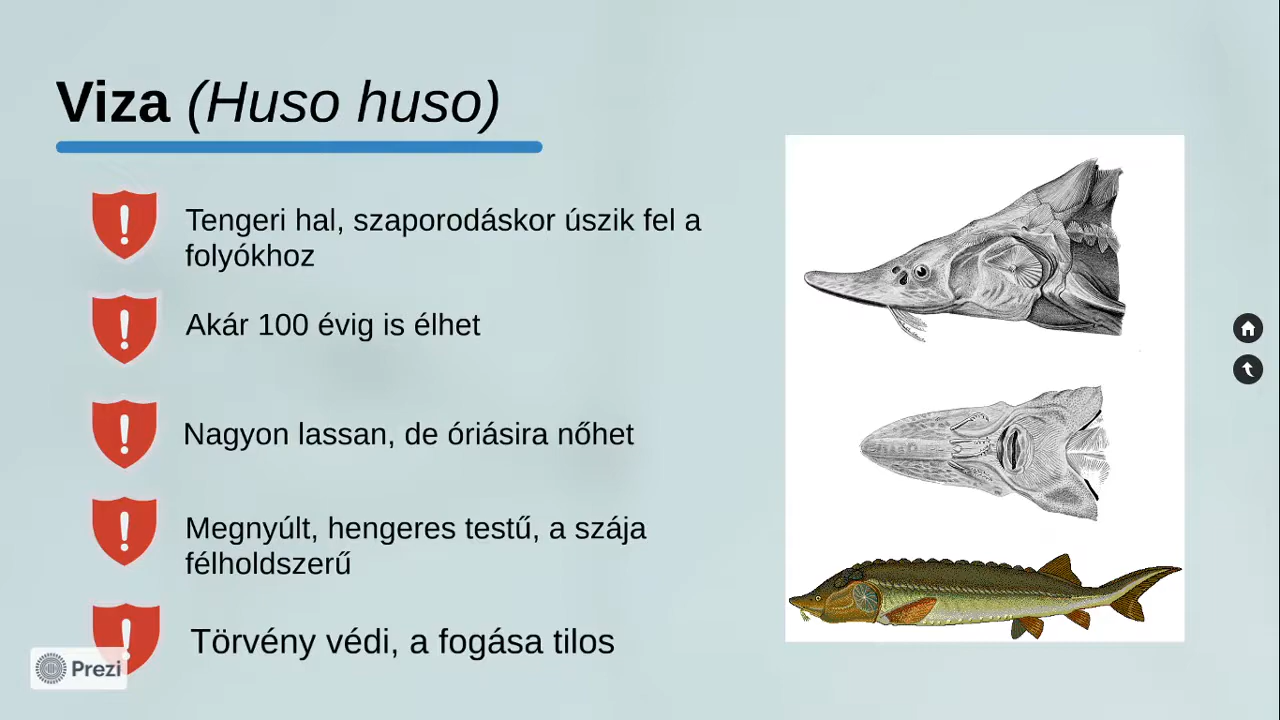 Viza (Huso huso)
Tengeri hal, szaporodáskor úszik fel a
folyókhoz
Akár 100 évig is élhet
Nagyon lassan, de óriásira nőhet
Megnyúlt, hengeres testű, a szája
félholdszerű
Törvény védi, a fogása tilos
Prezi